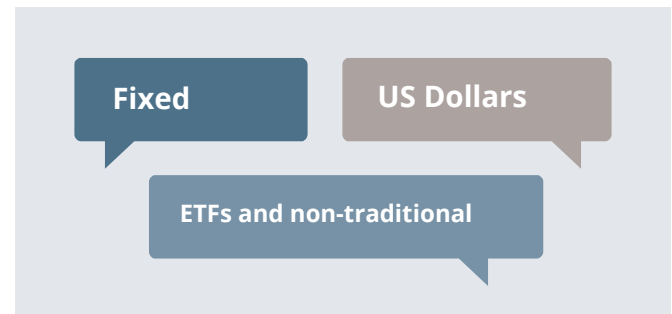 Fixed
US Dollars
ETFs and non-traditional